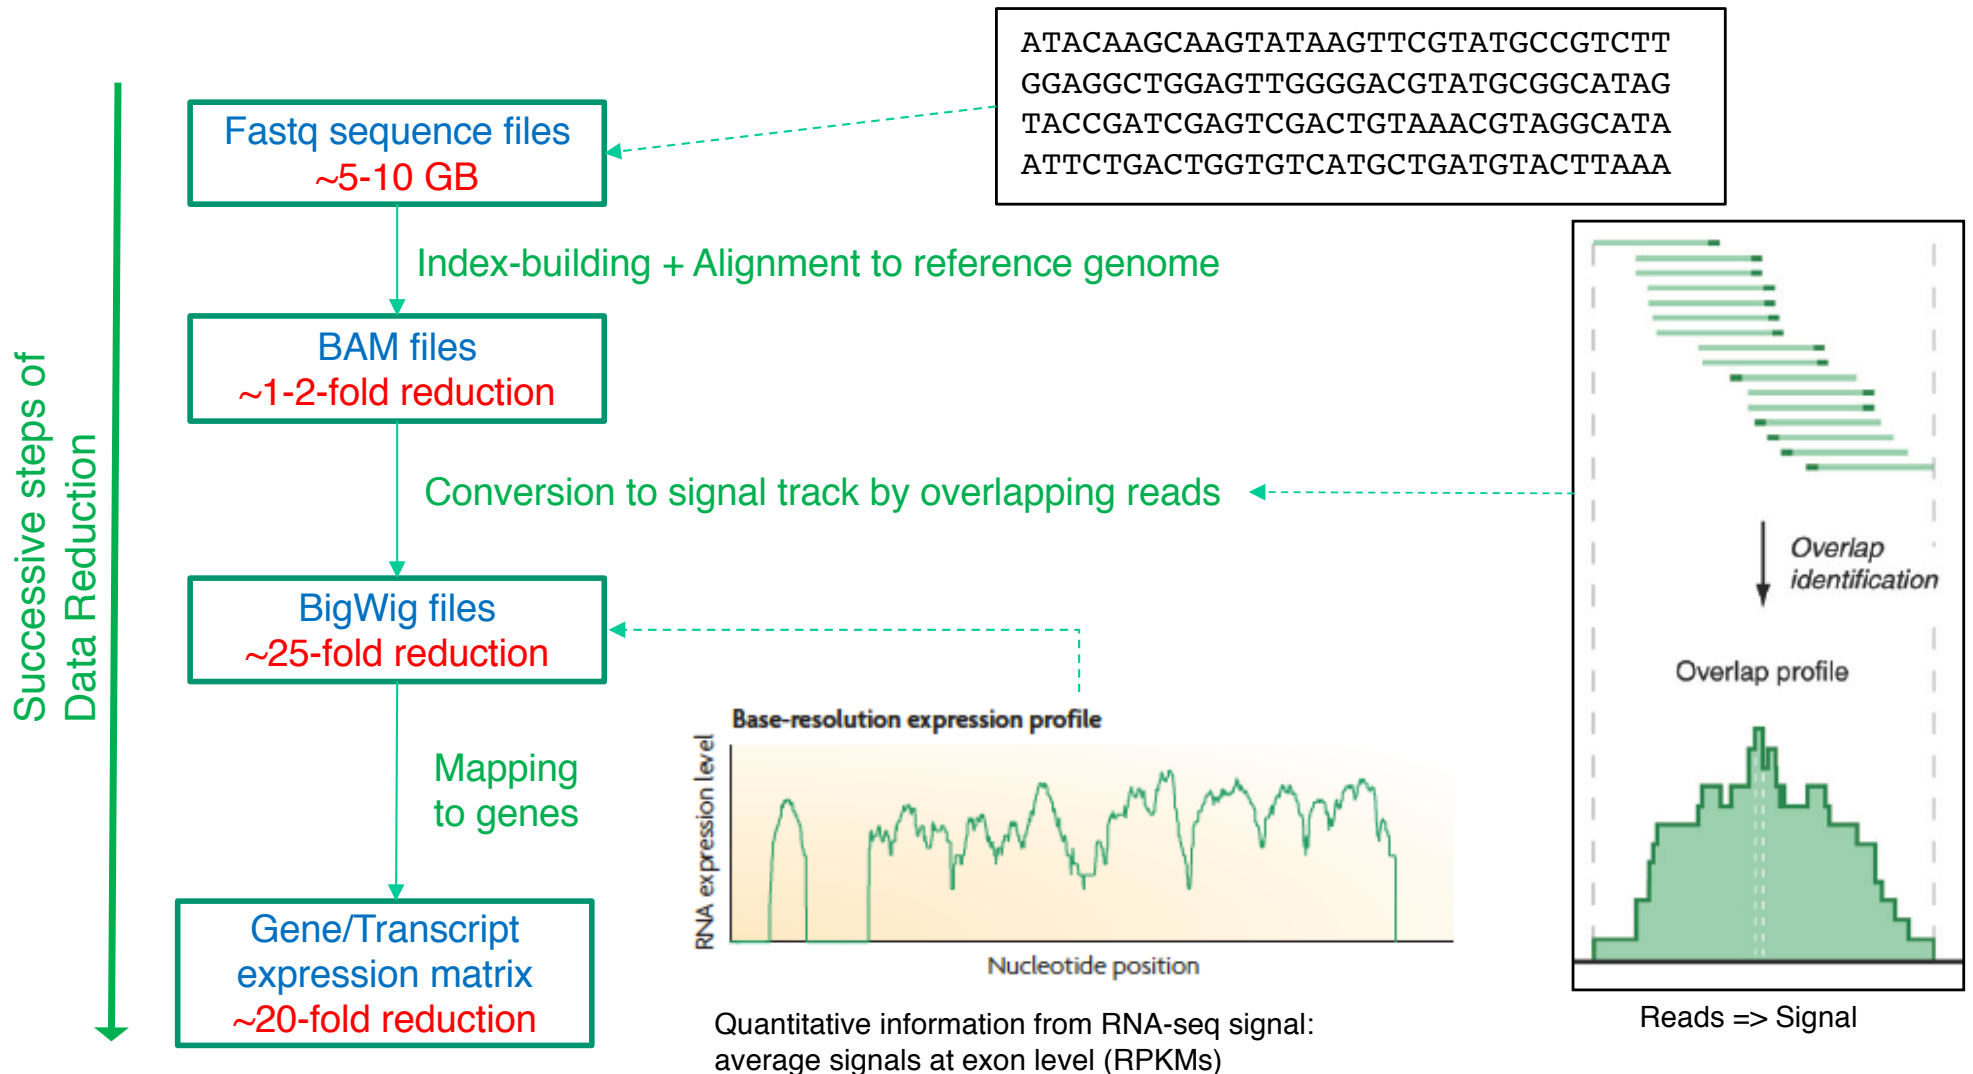 ATACAAGCAAGTATAAGTTCGTATGCCGTCTT
GGAGGCTGGAGTTGGGGACGTATGCGGCATAG
TACCGATCGAGTCGACTGTAAACGTAGGCATA
ATTCTGACTGGTGTCATGCTGATGTACTTAAA
Successive steps of
Data Reduction
Fastq sequence files
~5-10 GB
Index-building + Alignment to reference genome
BAM files
~1-2-fold reduction
Conversion to signal track by overlapping reads
BigWig files
~25-fold reduction
Mapping
to genes
Gene/Transcript
expression matrix
~20-fold reduction
Base-resolution expression profile
RNA expression level
Nucleotide position
Quantitative information from RNA-seq signal:
average signals at exon level (RPKMs)
Overlap
identification
Overlap profile
Reads => Signal